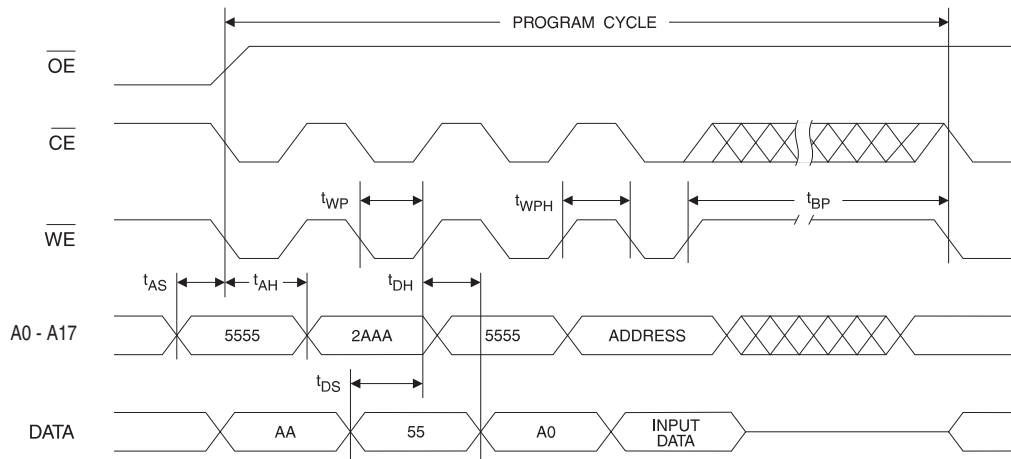 PROGRAM CYCLE
OE
CE
tWP
tWPH
tBP
WE
tAS
tAH
tDH
A0 - A17
5555
2AAA
5555
ADDRESS
tDS
DATA
AA
55
A0
INPUT
DATA